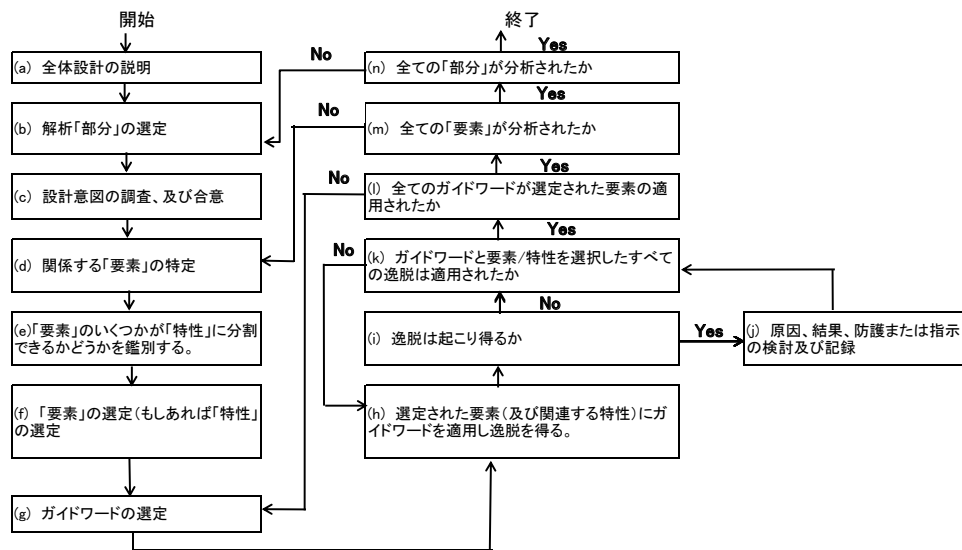 開始
(a) 全体設計の説明
(b) 解析「部分」の選定
(c) 設計意図の調査、及び合意
(d) 関係する「要素」の特定
(e)「要素」のいくつかが「特性」に分割
できるかどうかを鑑別する。
(f) 「要素」の選定(もしあれば「特性」
の選定
(g) ガイドワードの選定
終了
Yes
No
(n) 全ての「部分」が分析されたか
Yes
No
(m) 全ての「要素」が分析されたか
Yes
No
(l) 全てのガイドワードが選定された要素の適
用されたか
Yes
No
(k) ガイドワードと要素/特性を選択したすべて
の逸脱は適用されたか
No
(i) 逸脱は起こり得るか
Yes
(j) 原因、結果、防護または指示
の検討及び記録
(h) 選定された要素(及び関連する特性)にガ
イドワードを適用し逸脱を得る。